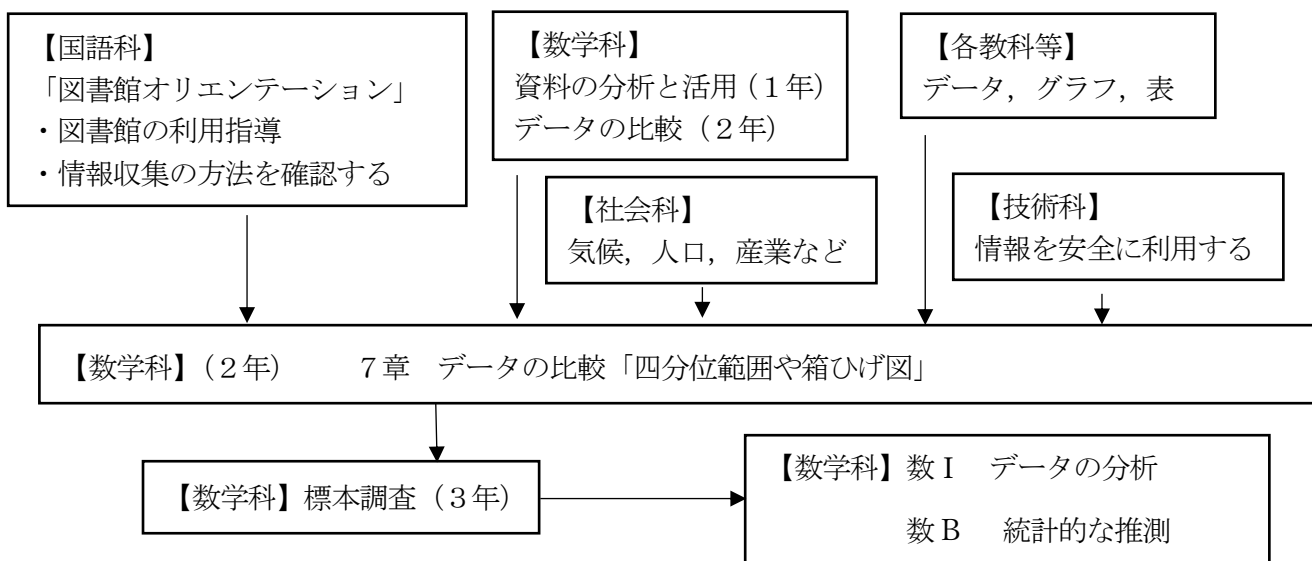 【国語科】
「図書館オリエンテーション」
・図書館の利用指導
・情報収集の方法を確認する
【数学科】
資料の分析と活用（１年）
データの比較（２年）
【各教科等】
データ，グラフ，表
【社会科】
気候，人口，産業など
【技術科】
情報を安全に利用する
【数学科】（２年）　　７章　データの比較「四分位範囲や箱ひげ図」
【数学科】標本調査（３年）
【数学科】数Ⅰ　データの分析
数Ｂ　統計的な推測